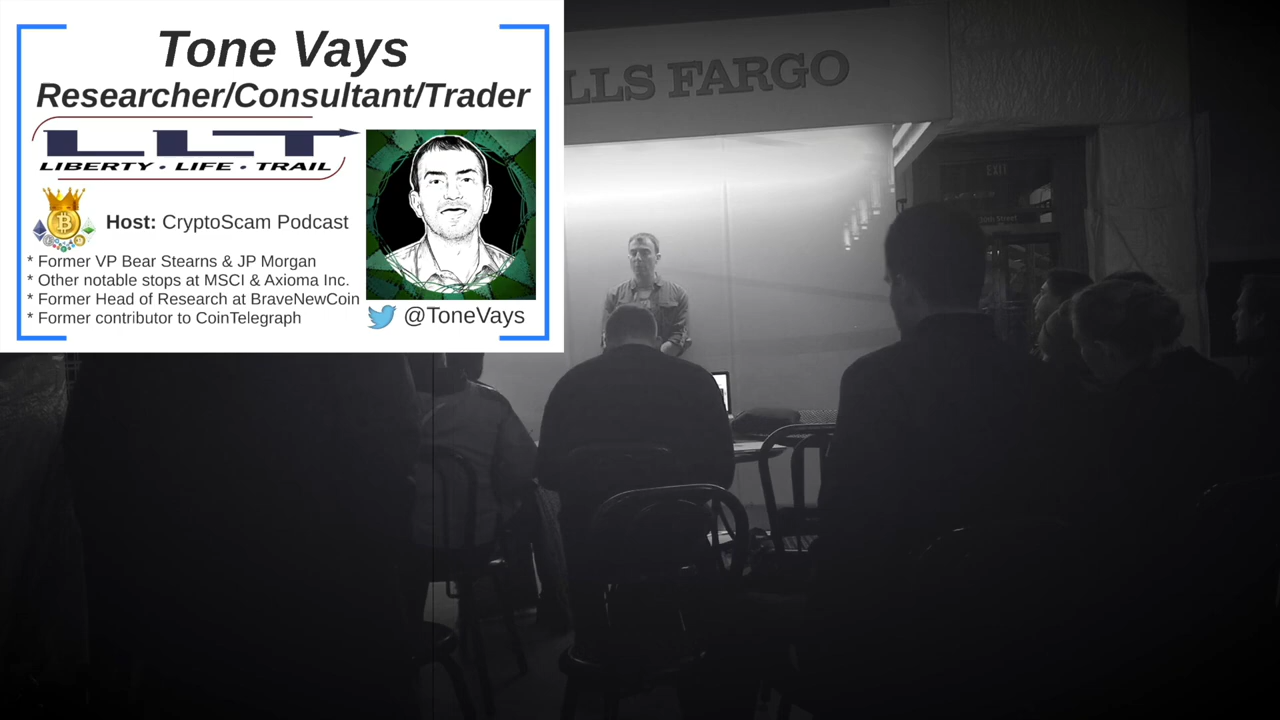 Tone Vays
Researcher/Consultant/Trader
LLT
LIBERTY • LIFE • TRAIL
Host: CryptoScam Podcast
* Former VP Bear Stearns & JP Morgan
* Other notable stops at MSCI & Axioma Inc.
* Former Head of Research at BraveNewCoin
* Former contributor to CoinTelegraph
@ToneVays
LLS FARGO
EXIT